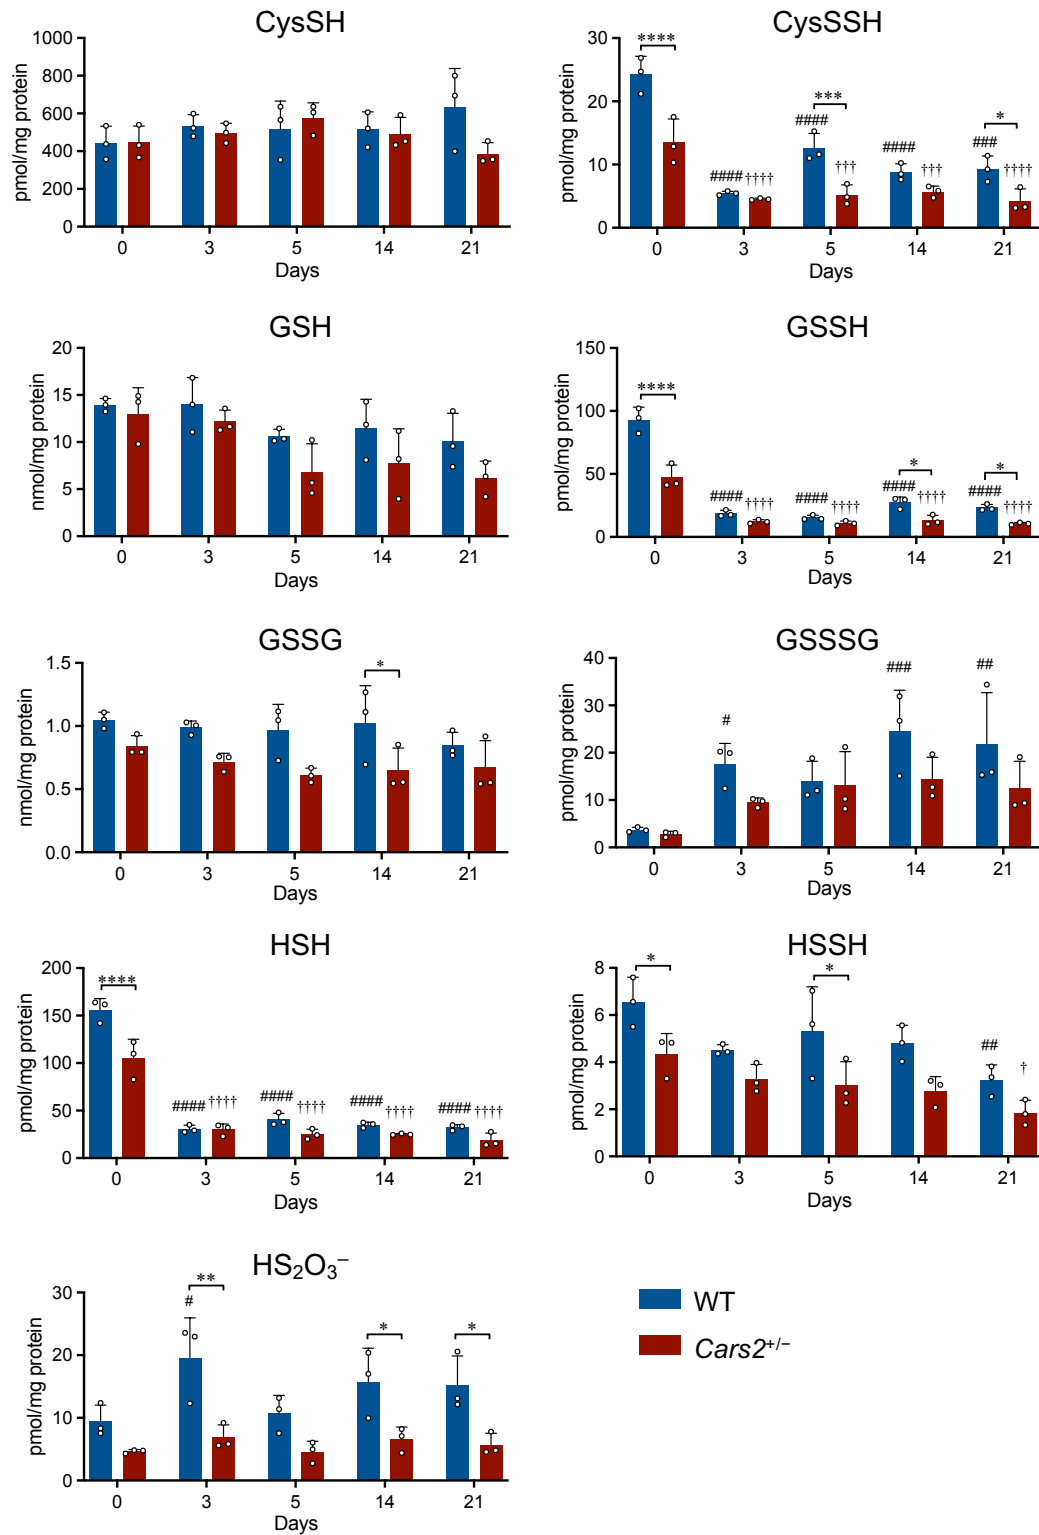 CysSH
pmol/mg protein
1000
800
600
400
200
0
0 3 5 14 21
Days
CysSSH
pmol/mg protein
30
20
10
0
**** *** *
#### †††† #### ††† #### ††† ### ††††
0 3 5 14 21
Days
GSH
nmol/mg protein
20
15
10
5
0
0 3 5 14 21
Days
GSSH
pmol/mg protein
150
100
50
0
**** * *
#### †††† #### †††† #### †††† #### ††††
0 3 5 14 21
Days
GSSG
nmol/mg protein
1.5
1.0
0.5
0.0
*
0 3 5 14 21
Days
GSSSG
pmol/mg protein
40
30
20
10
0
# ### ##
0 3 5 14 21
Days
HSH
pmol/mg protein
200
150
100
50
0
****
#### †††† #### †††† #### †††† #### ††††
0 3 5 14 21
Days
HSSH
pmol/mg protein
8
6
4
2
0
* *
## †
0 3 5 14 21
Days
HS₂O₃⁻
pmol/mg protein
30
20
10
0
** * *
#
0 3 5 14 21
Days
WT
Cars2⁺/⁻